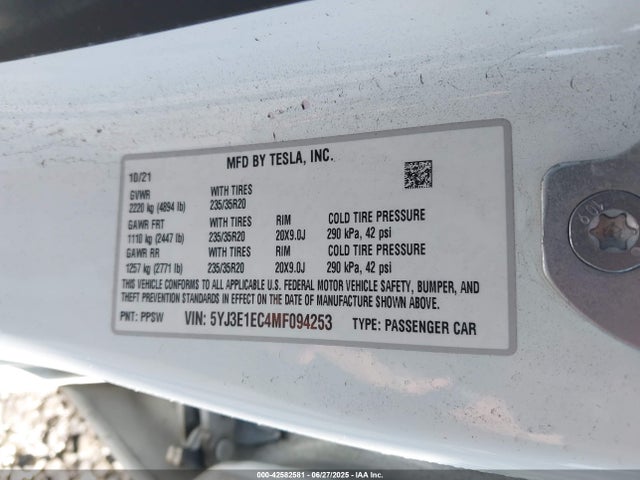 MFD BY TESLA, INC.
10/21
GVWR WITH TIRES
2220 kg (4894 lb) 235/35R20
GAWR FRT WITH TIRES RIM COLD TIRE PRESSURE
1110 kg (2447 lb) 235/35R20 20X9.0J 290 kPa, 42 psi
GAWR RR WITH TIRES RIM COLD TIRE PRESSURE
1257 kg (2771 lb) 235/35R20 20X9.0J 290 kPa, 42 psi
THIS VEHICLE CONFORMS TO ALL APPLICABLE U.S. FEDERAL MOTOR VEHICLE SAFETY, BUMPER, AND
THEFT PREVENTION STANDARDS IN EFFECT ON THE DATE OF MANUFACTURE SHOWN ABOVE.
PNT: PPSW VIN: 5YJ3E1EC4MF094253 TYPE: PASSENGER CAR
000-42582581 - 06/27/2025 - IAA Inc.